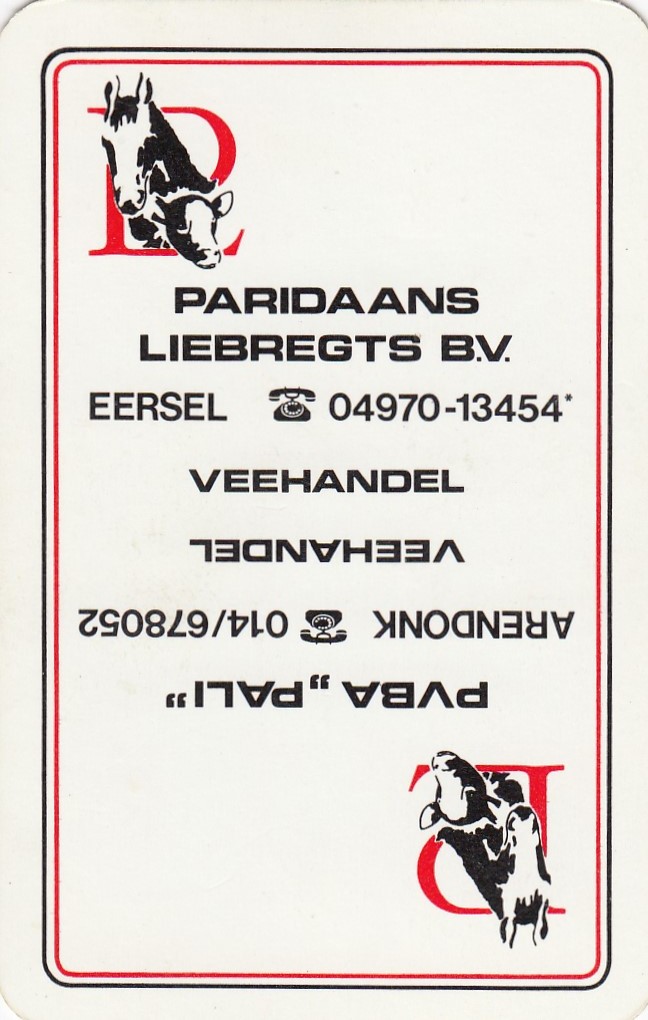 PARIDAANS
LIEBREGTS B.V.
EERSEL ☎ 04970-13454*
VEEHANDEL
VEEHANDEL
ARENDONK ☎ 014/678052
PVBA „PALI”